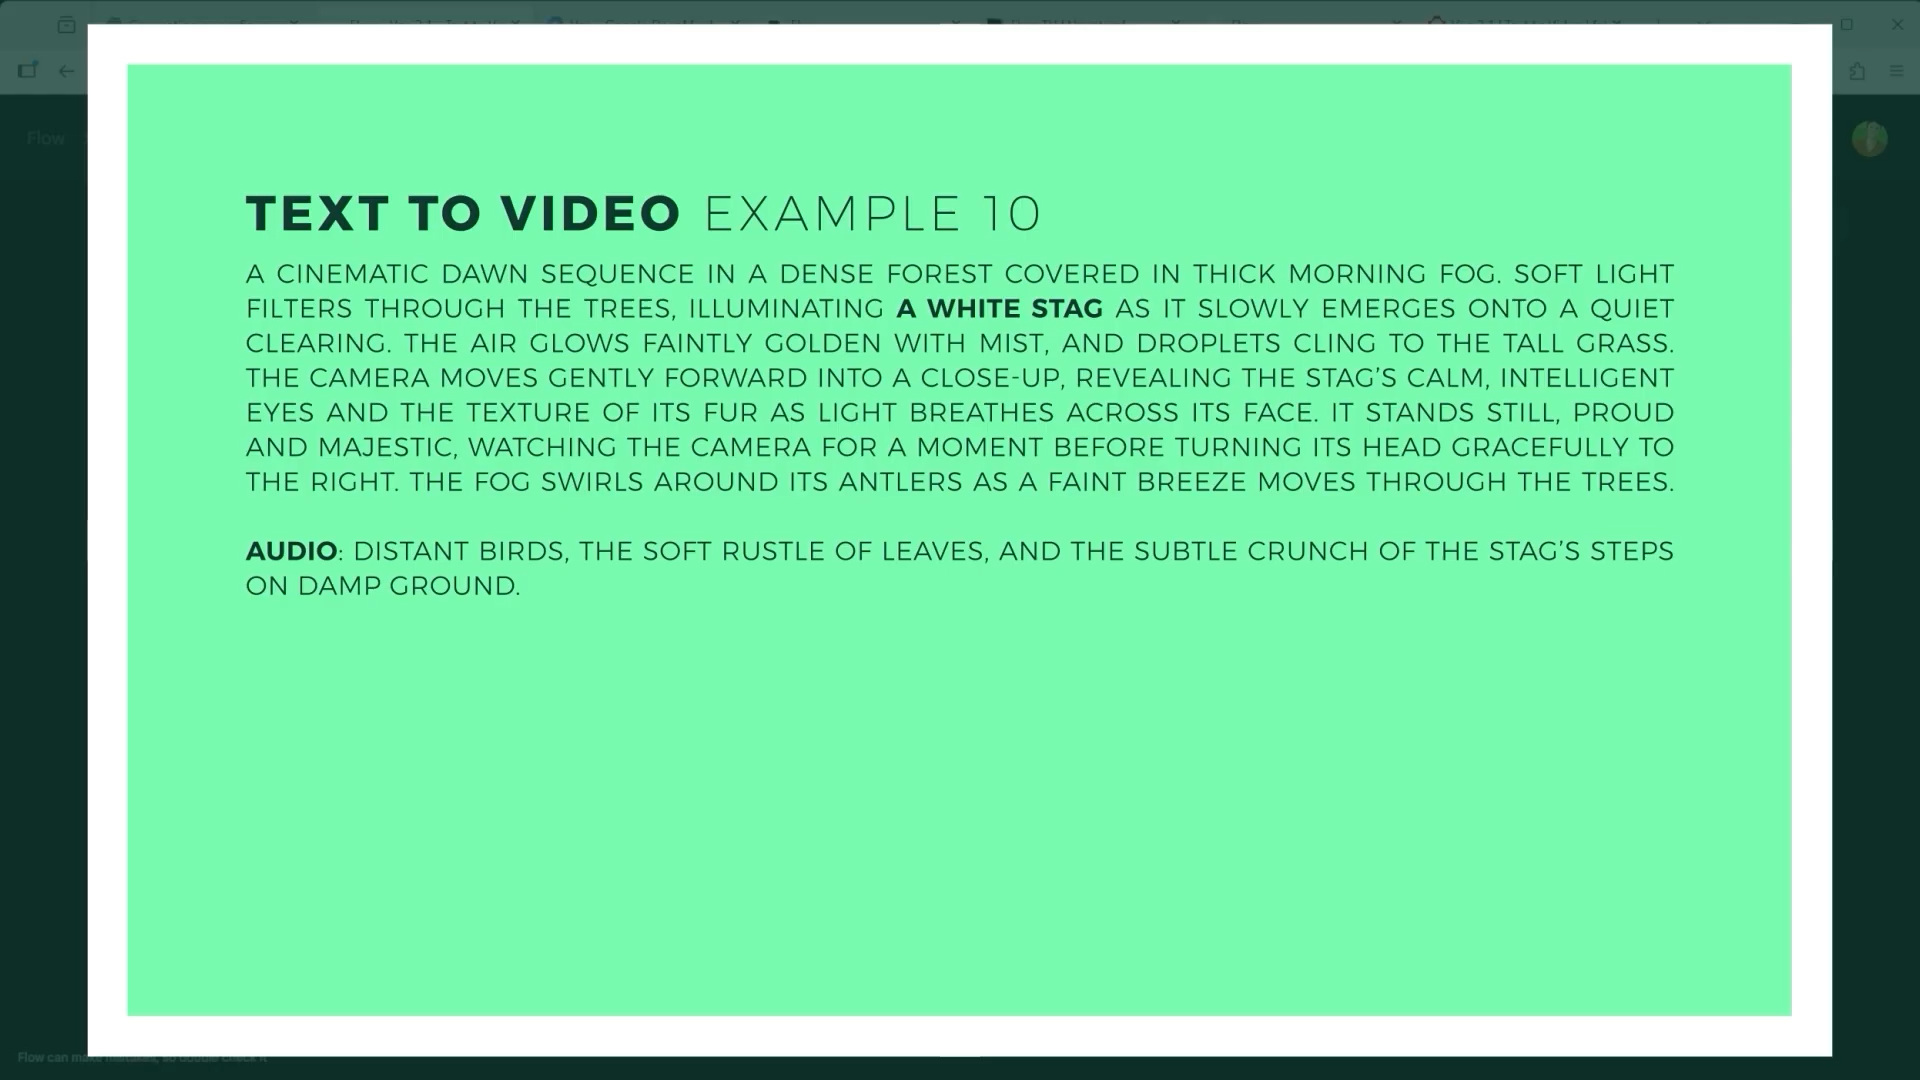 Flow
TEXT TO VIDEO EXAMPLE 10
A CINEMATIC DAWN SEQUENCE IN A DENSE FOREST COVERED IN THICK MORNING FOG. SOFT LIGHT
FILTERS THROUGH THE TREES, ILLUMINATING A WHITE STAG AS IT SLOWLY EMERGES ONTO A QUIET
CLEARING. THE AIR GLOWS FAINTLY GOLDEN WITH MIST, AND DROPLETS CLING TO THE TALL GRASS.
THE CAMERA MOVES GENTLY FORWARD INTO A CLOSE-UP, REVEALING THE STAG’S CALM, INTELLIGENT
EYES AND THE TEXTURE OF ITS FUR AS LIGHT BREATHES ACROSS ITS FACE. IT STANDS STILL, PROUD
AND MAJESTIC, WATCHING THE CAMERA FOR A MOMENT BEFORE TURNING ITS HEAD GRACEFULLY TO
THE RIGHT. THE FOG SWIRLS AROUND ITS ANTLERS AS A FAINT BREEZE MOVES THROUGH THE TREES.
AUDIO: DISTANT BIRDS, THE SOFT RUSTLE OF LEAVES, AND THE SUBTLE CRUNCH OF THE STAG’S STEPS
ON DAMP GROUND.
Flow can